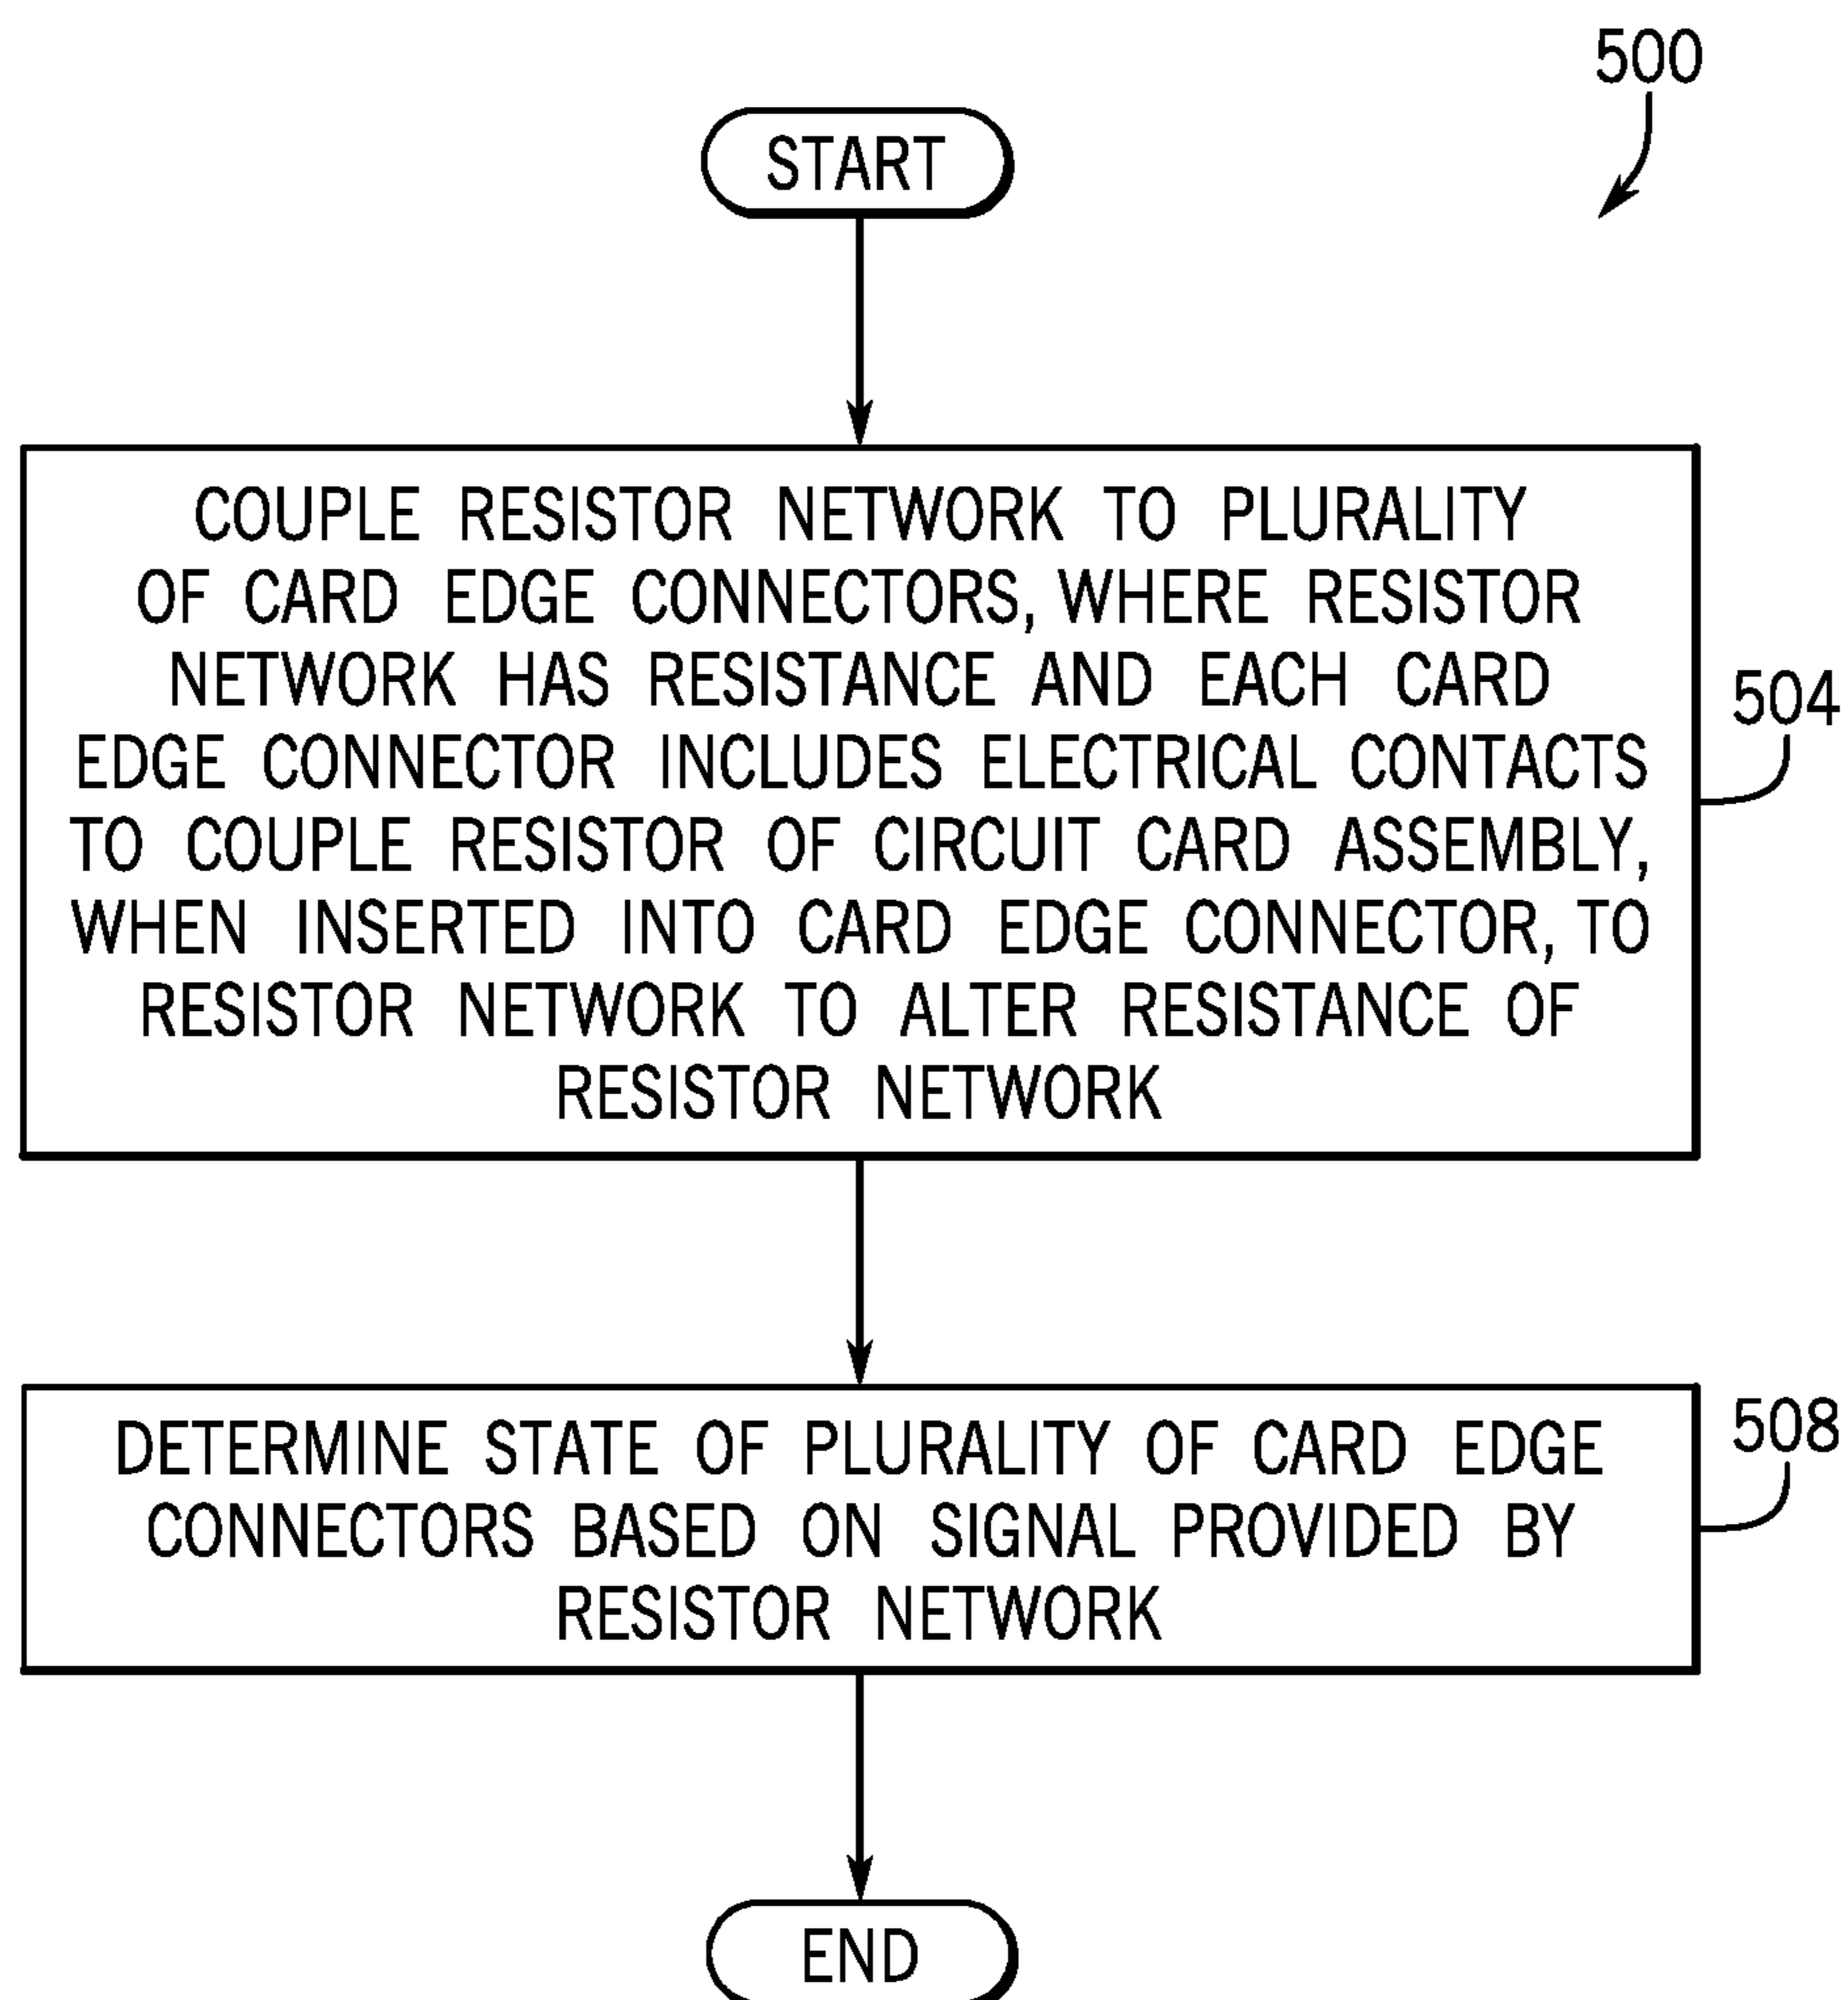 500
START
COUPLE RESISTOR NETWORK TO PLURALITY
OF CARD EDGE CONNECTORS, WHERE RESISTOR
NETWORK HAS RESISTANCE AND EACH CARD
EDGE CONNECTOR INCLUDES ELECTRICAL CONTACTS
TO COUPLE RESISTOR OF CIRCUIT CARD ASSEMBLY,
WHEN INSERTED INTO CARD EDGE CONNECTOR, TO
RESISTOR NETWORK TO ALTER RESISTANCE OF
RESISTOR NETWORK
504
DETERMINE STATE OF PLURALITY OF CARD EDGE
CONNECTORS BASED ON SIGNAL PROVIDED BY
RESISTOR NETWORK
508
END